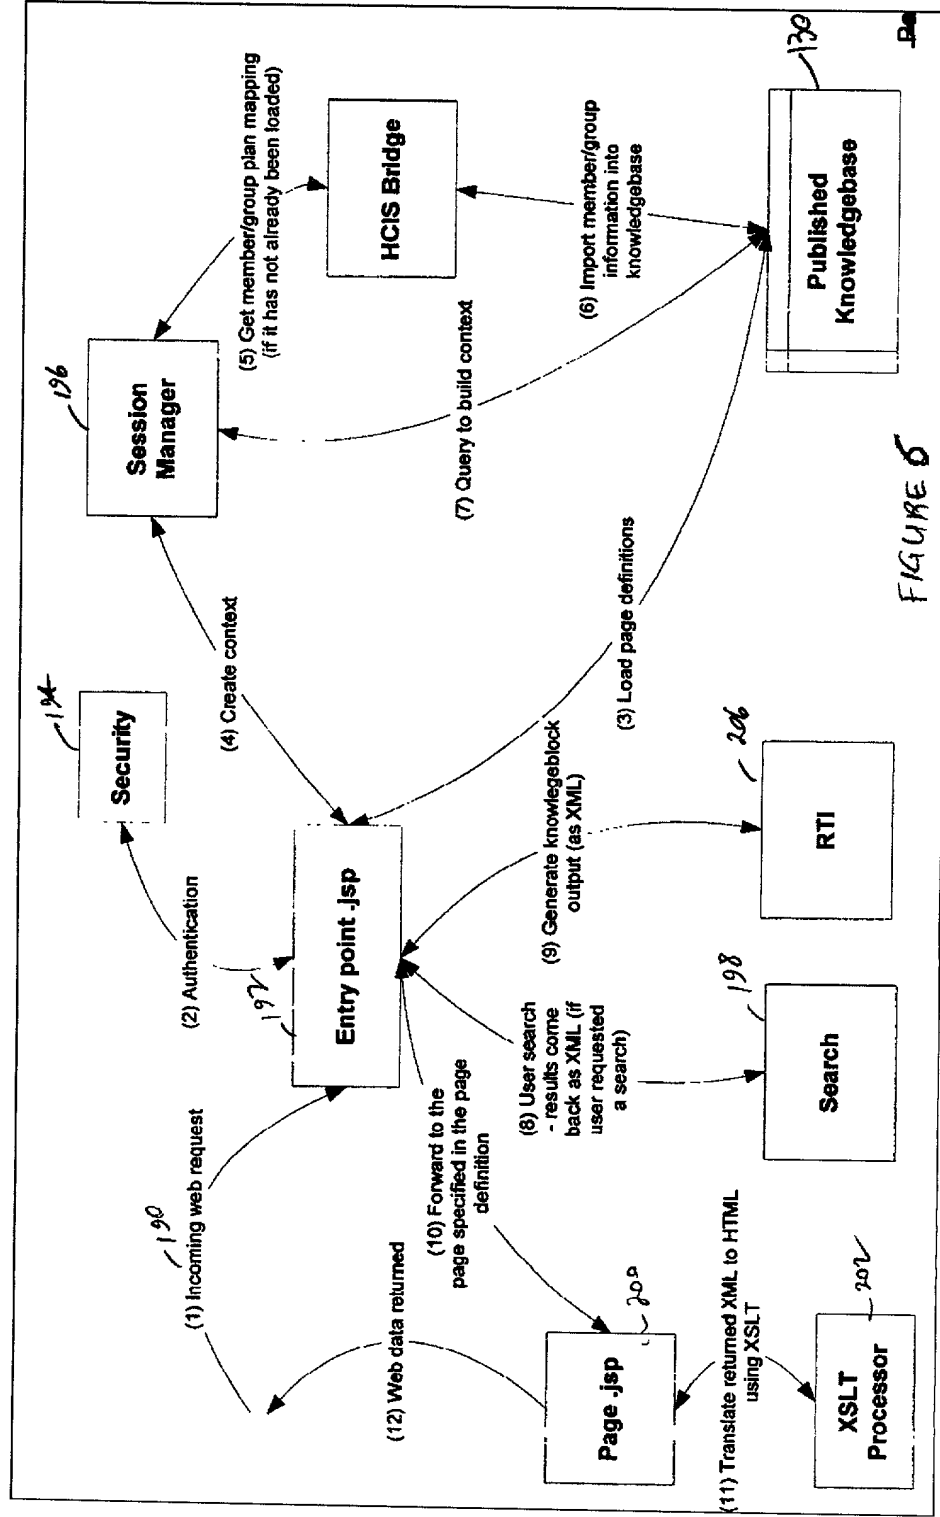 (1) Incoming web request
190
(2) Authentication
192
Security
194
(4) Create context
Session
Manager
196
(5) Get member/group plan mapping
(if it has not already been loaded)
HCIS Bridge
(6) Import member/group
information into
knowledgebase
(7) Query to build context
Entry point .jsp
(3) Load page definitions
Published
Knowledgebase
130
(12) Web data returned
(10) Forward to the
page specified in the page
definition
(8) User search
- results come
back as XML (if
user requested
a search)
(9) Generate knowlegeblock
output (as XML)
Page .jsp
200
(11) Translate returned XML to HTML
using XSLT
XSLT
Processor
202
Search
198
RTI
206
FIGURE 5